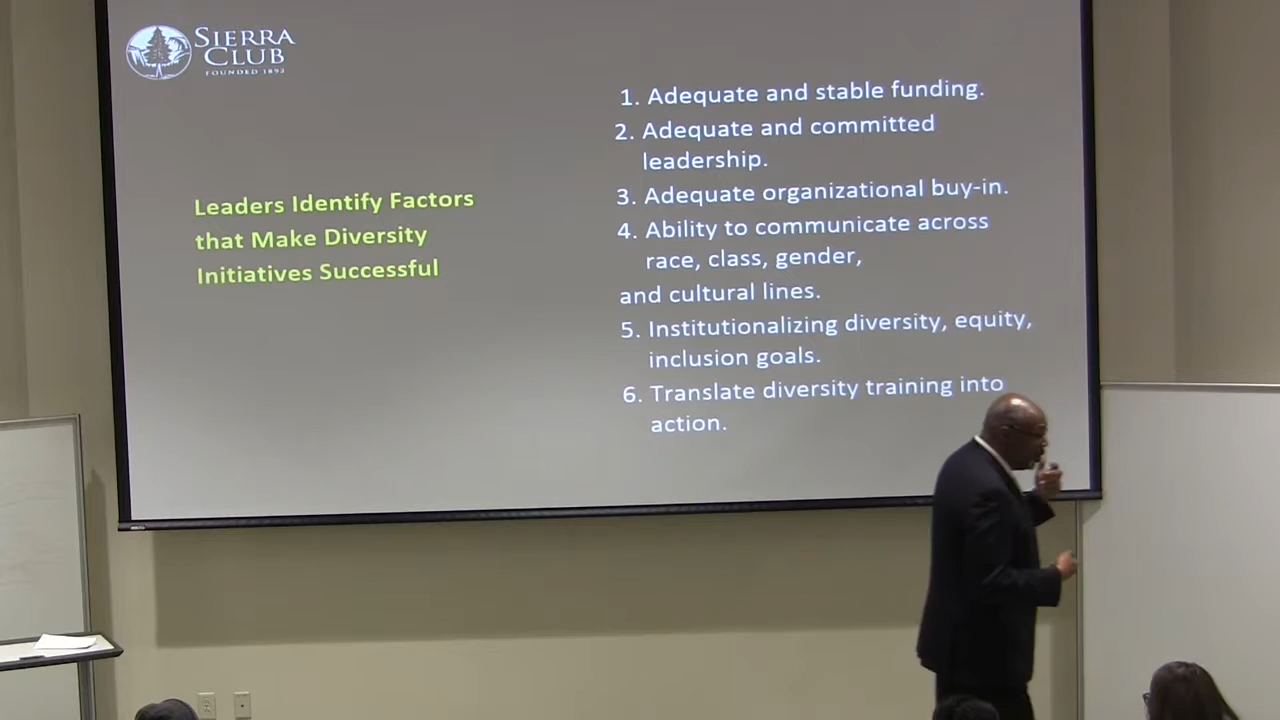 SIERRA
CLUB
FOUNDED 1892
Leaders Identify Factors
that Make Diversity
Initiatives Successful
1. Adequate and stable funding.
2. Adequate and committed
leadership.
3. Adequate organizational buy-in.
4. Ability to communicate across
race, class, gender,
and cultural lines.
5. Institutionalizing diversity, equity,
inclusion goals.
6. Translate diversity training into
action.